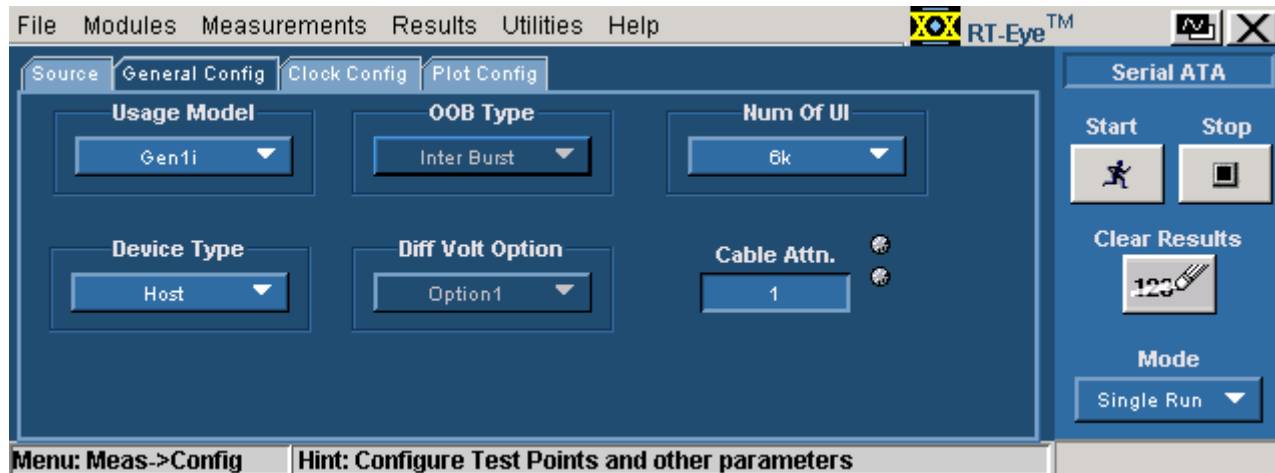 File Modules Measurements Results Utilities Help
RT-Eye™
Source General Config Clock Config Plot Config
Serial ATA
Usage Model
Gen1i
OOB Type
Inter Burst
Num Of UI
6k
Start Stop
Device Type
Host
Diff Volt Option
Option1
Cable Attn.
1
Clear Results
123
Mode
Single Run
Menu: Meas->Config
Hint: Configure Test Points and other parameters